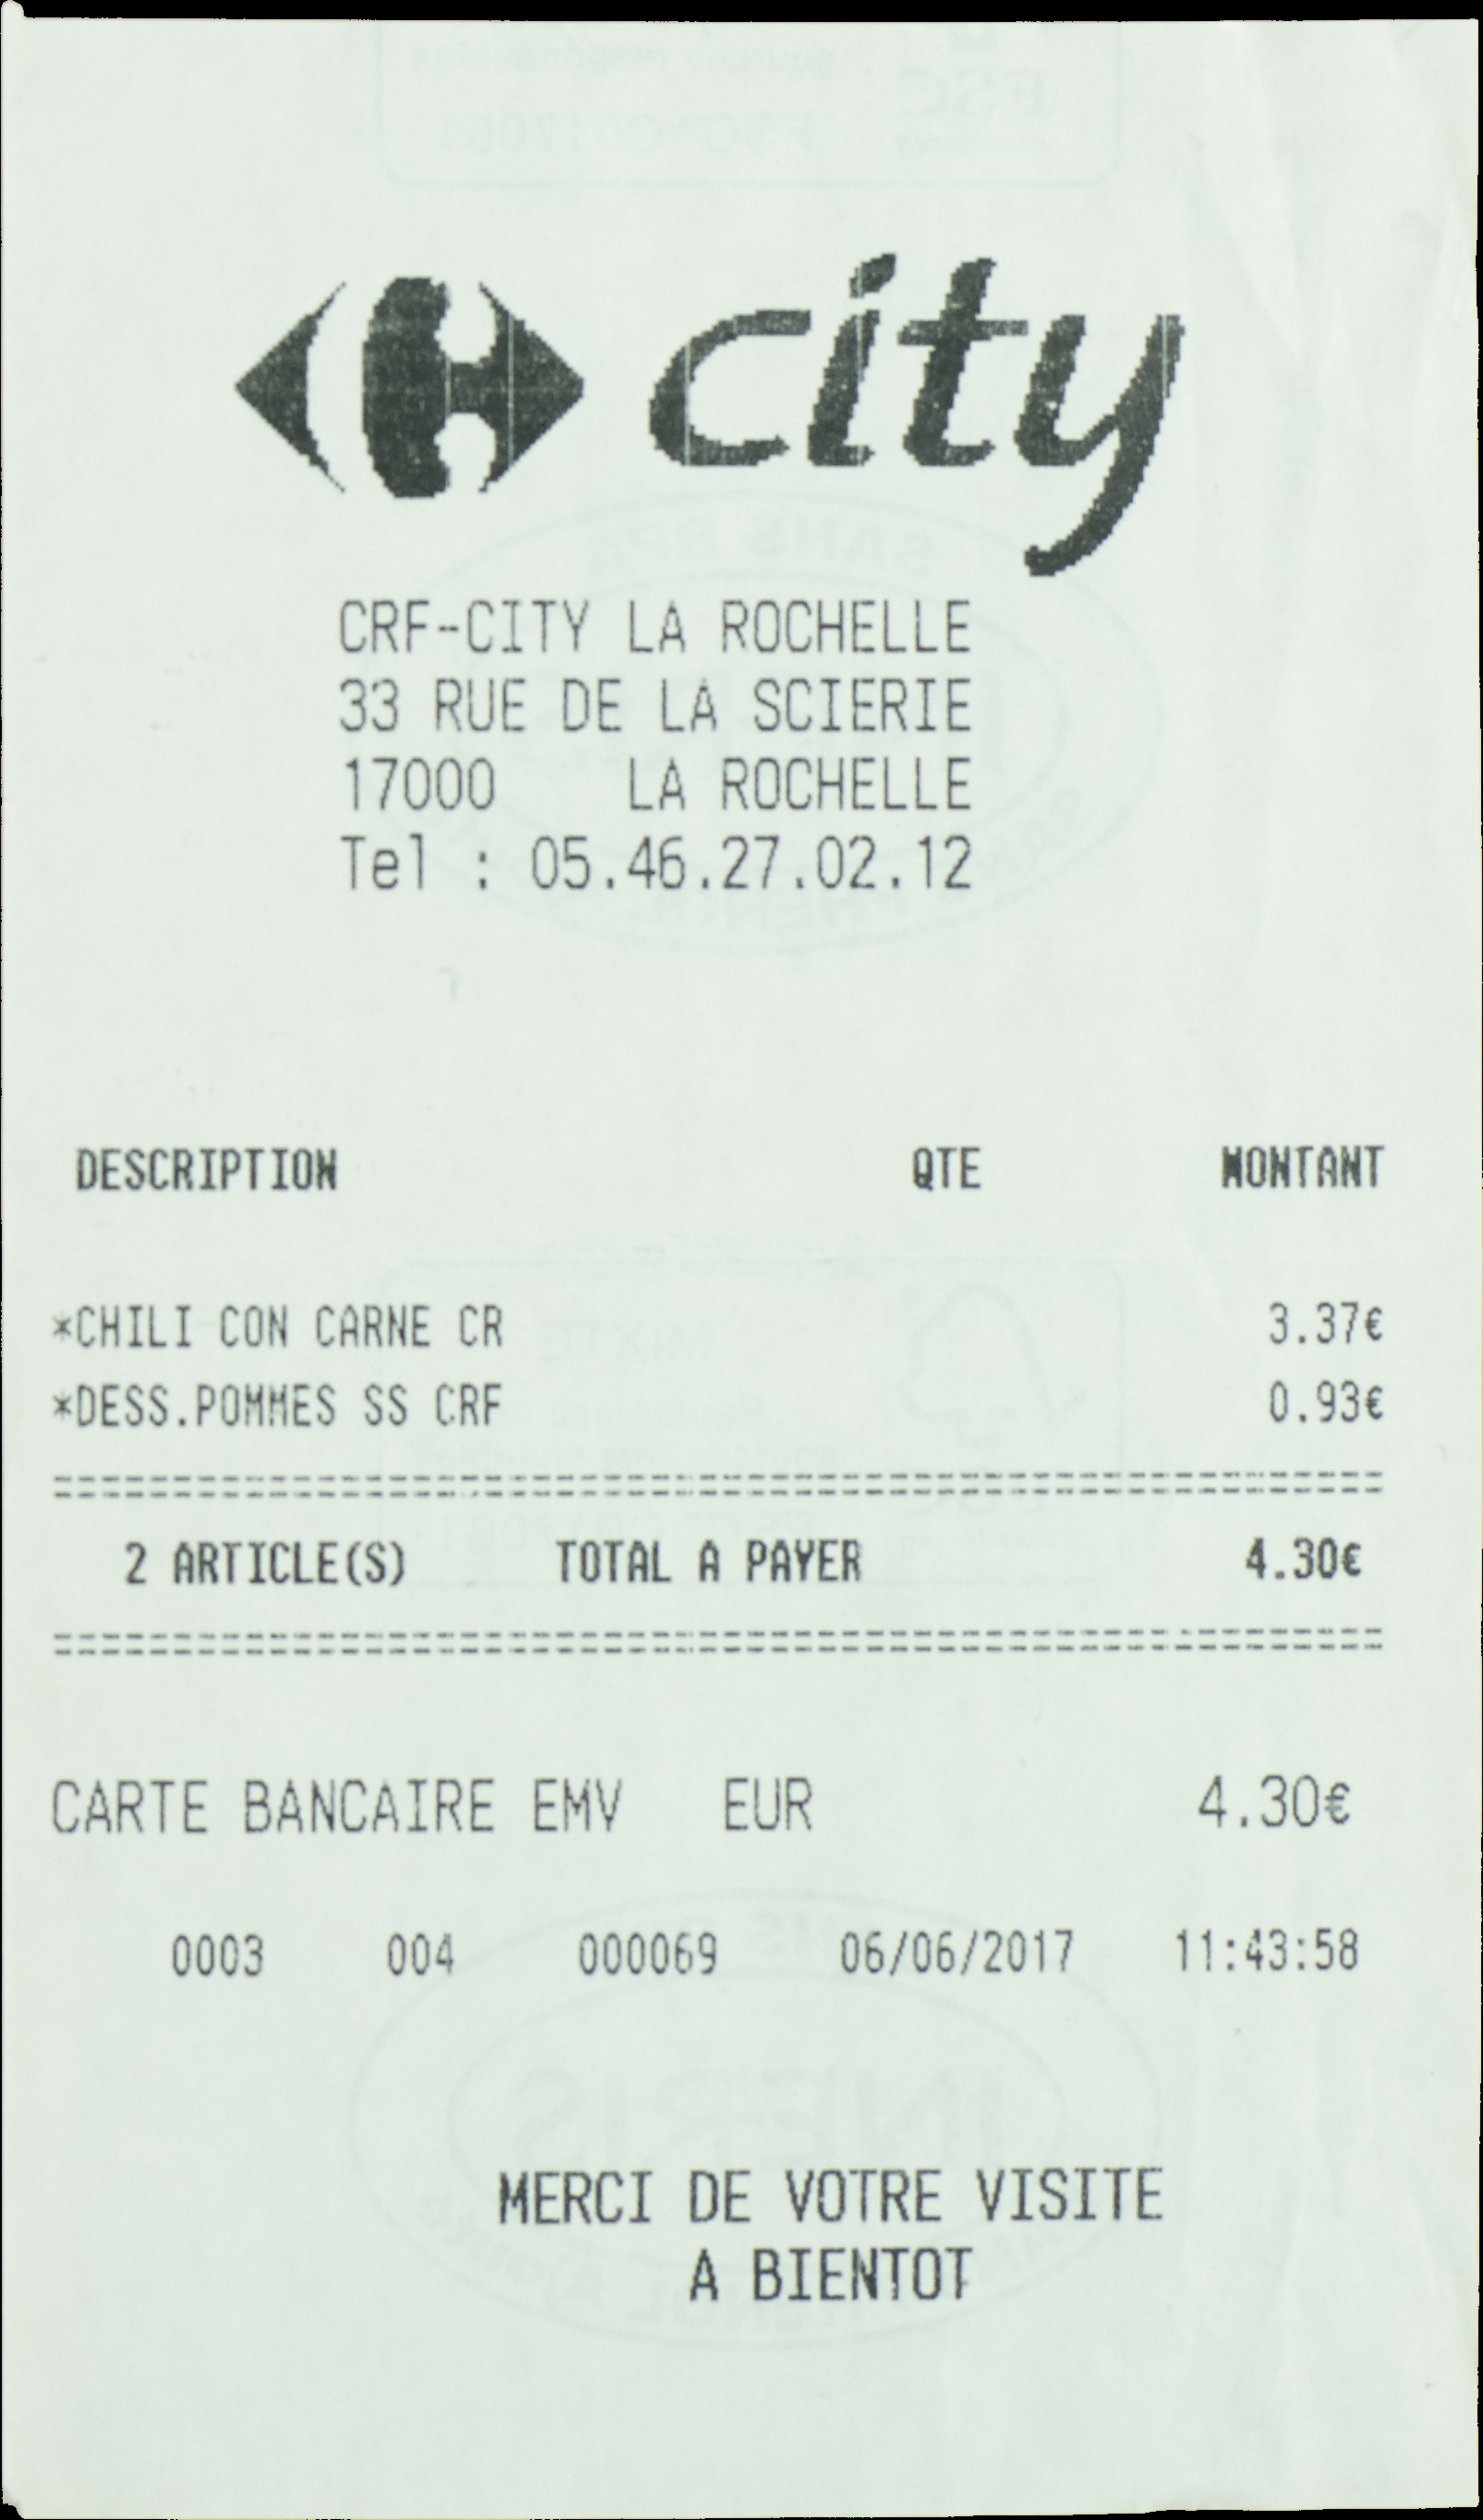 city
CRF-CITY LA ROCHELLE
33 RUE DE LA SCIERIE
17000 LA ROCHELLE
Tel : 05.46.27.02.12
DESCRIPTION QTE MONTANT
*CHILI CON CARNE CR 3.37€
*DESS.POMMES SS CRF 0.93€
2 ARTICLE(S) TOTAL A PAYER 4.30€
CARTE BANCAIRE EMV EUR 4.30€
0003 004 000069 06/06/2017 11:43:58
MERCI DE VOTRE VISITE
A BIENTOT